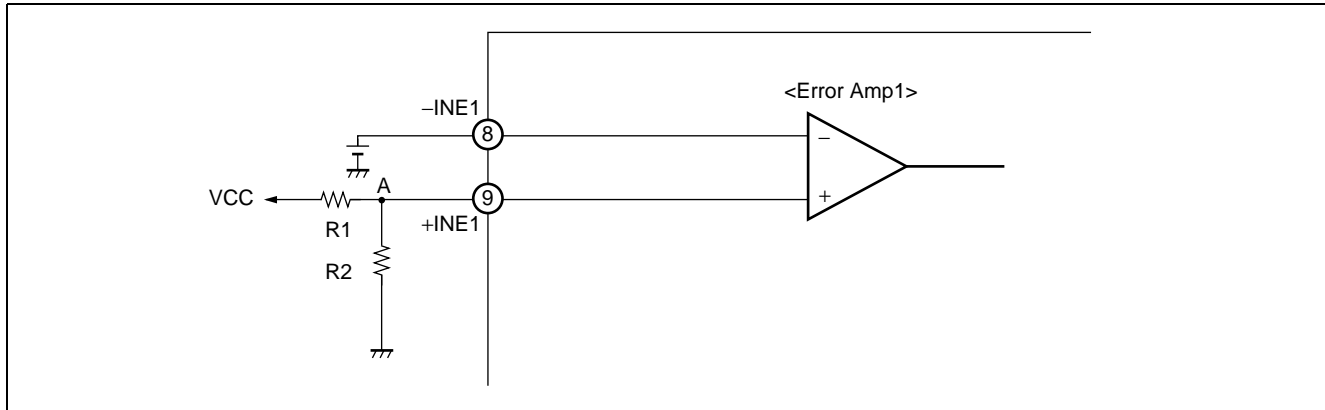 <Error Amp1>
−INE1
8
−
VCC
A
9
+
R1
+INE1
R2